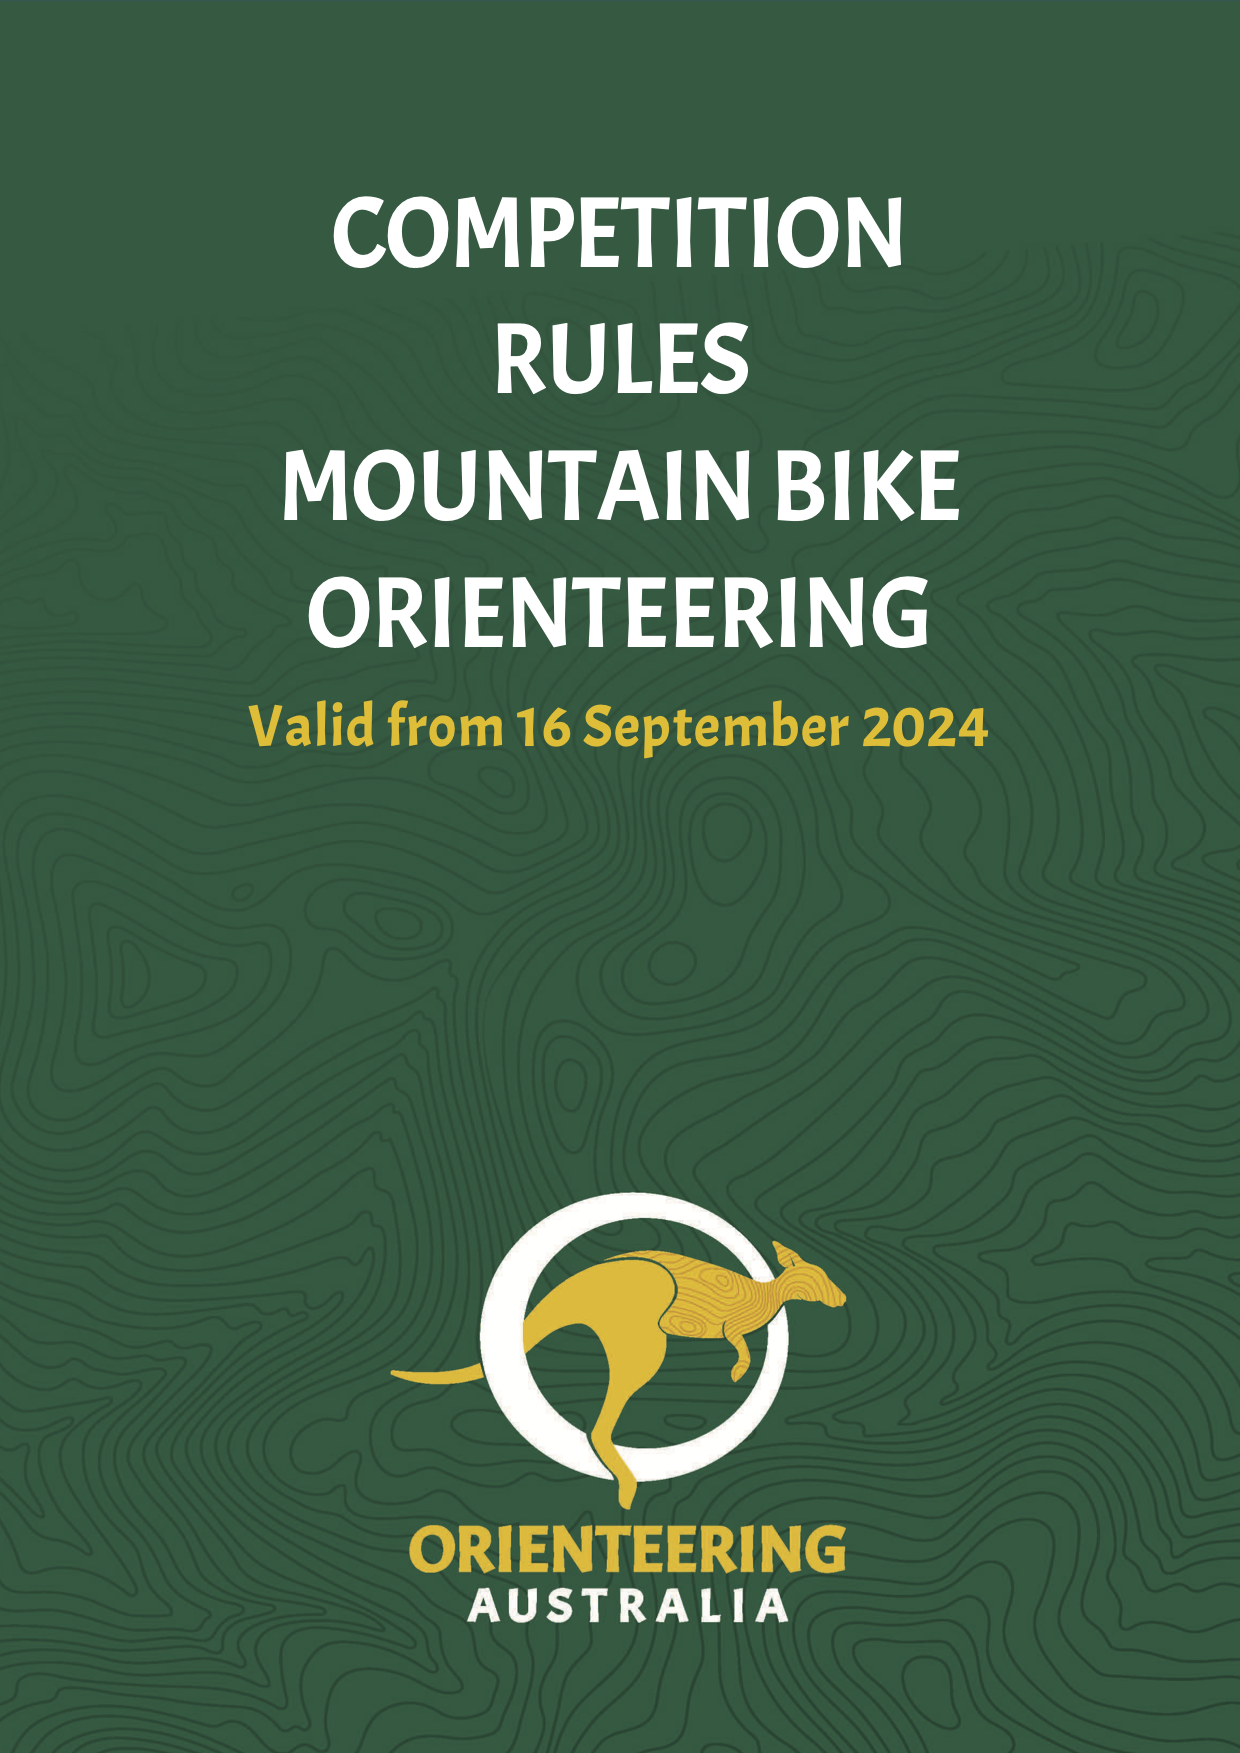 COMPETITION
RULES
MOUNTAIN BIKE
ORIENTEERING
Valid from 16 September 2024
ORIENTEERING
AUSTRALIA